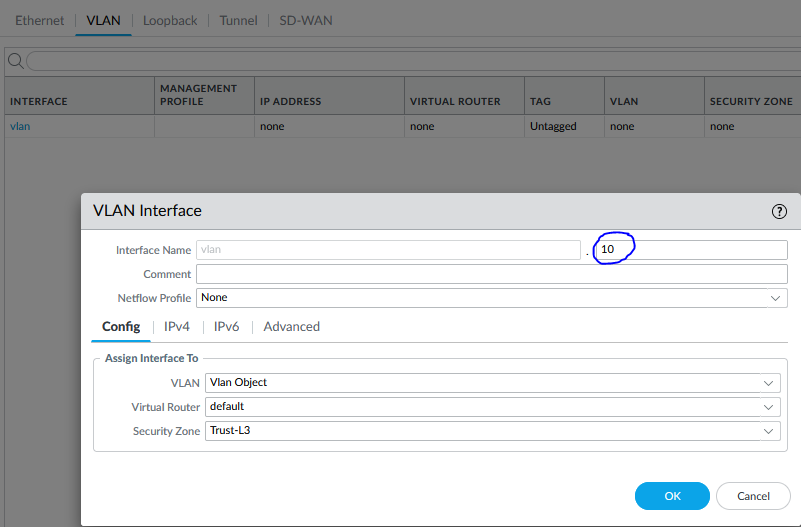 Ethernet VLAN Loopback Tunnel SD-WAN
INTERFACE MANAGEMENT PROFILE IP ADDRESS VIRTUAL ROUTER TAG VLAN SECURITY ZONE
vlan none none Untagged none none
VLAN Interface ?
Interface Name vlan . 10
Comment
Netflow Profile None
Config IPv4 IPv6 Advanced
Assign Interface To
VLAN Vlan Object
Virtual Router default
Security Zone Trust-L3
OK Cancel